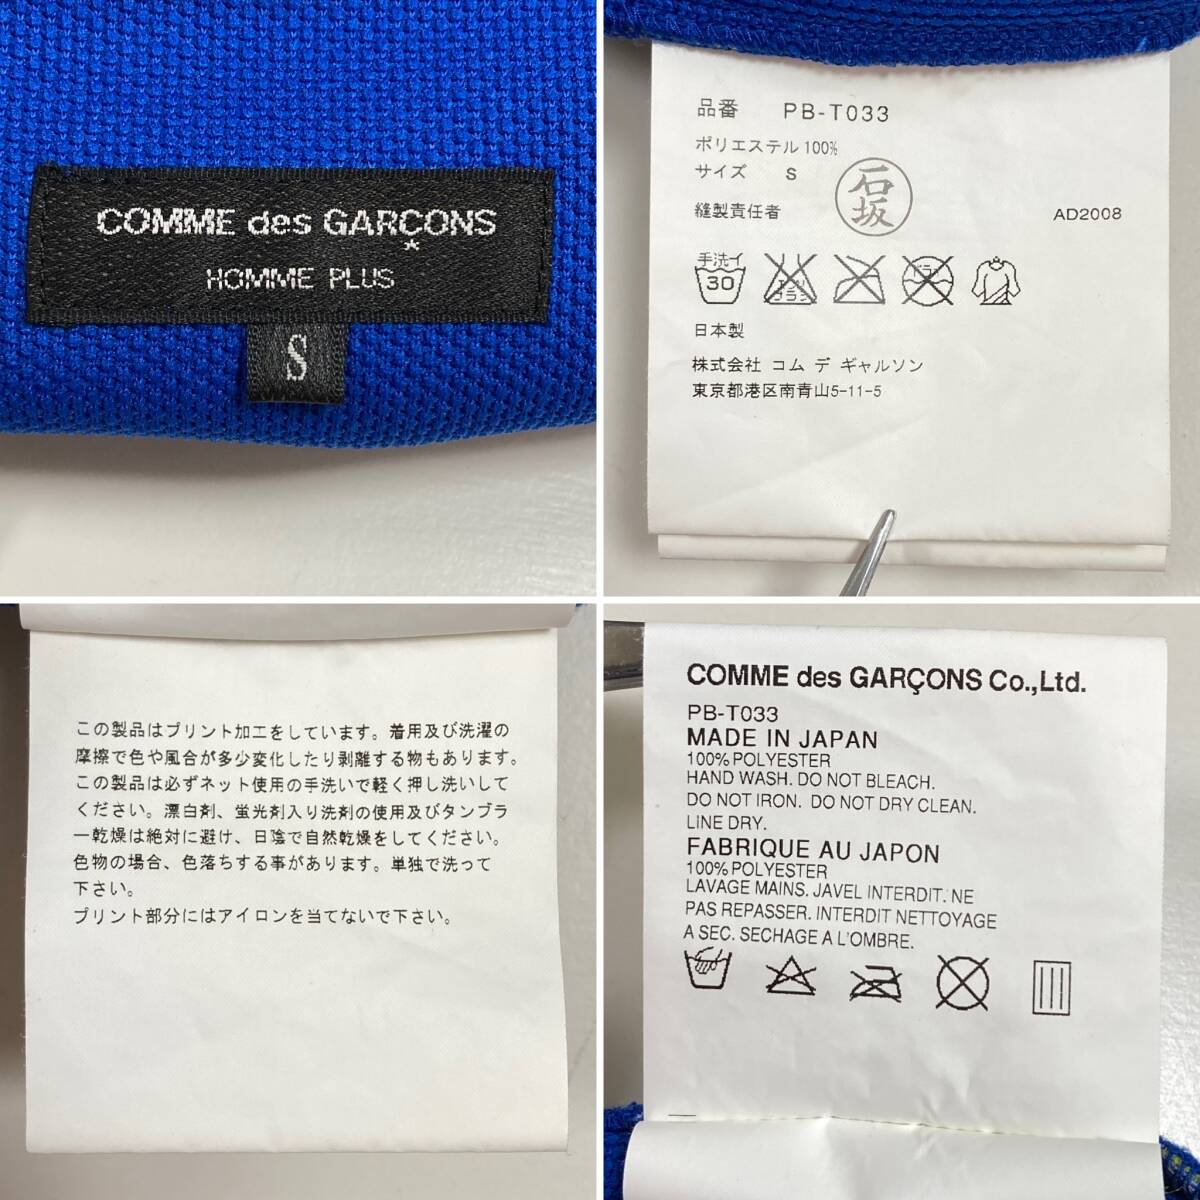 COMME des GARÇONS
*
HOMME PLUS
S
品番 PB-T033
ポリエステル 100%
サイズ S
縫製責任者 石坂 AD2008
手洗イ
30
日本製
株式会社 コム デ ギャルソン
東京都港区南青山5-11-5
この製品はプリント加工をしています。着用及び洗濯の
摩擦で色や風合が多少変化したり剥離する物もあります。
この製品は必ずネット使用の手洗いで軽く押し洗いして
ください。漂白剤、蛍光剤入り洗剤の使用及びタンブラ
ー乾燥は絶対に避け、日陰で自然乾燥をしてください。
色物の場合、色落ちする事があります。単独で洗って
下さい。
プリント部分にはアイロンを当てないで下さい。
COMME des GARÇONS Co.,Ltd.
PB-T033
MADE IN JAPAN
100% POLYESTER
HAND WASH. DO NOT BLEACH.
DO NOT IRON. DO NOT DRY CLEAN.
LINE DRY.
FABRIQUE AU JAPON
100% POLYESTER
LAVAGE MAINS. JAVEL INTERDIT. NE
PAS REPASSER. INTERDIT NETTOYAGE
A SEC. SECHAGE A L'OMBRE.